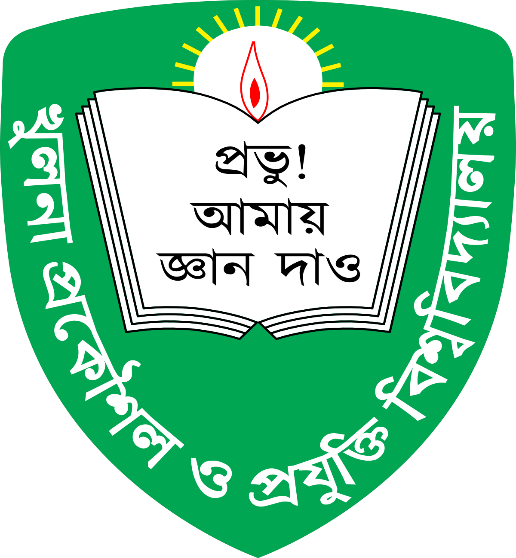 প্রভু!
আমায়
জ্ঞান দাও
খুলনা প্রকৌশল ও প্রযুক্তি বিশ্ববিদ্যালয়